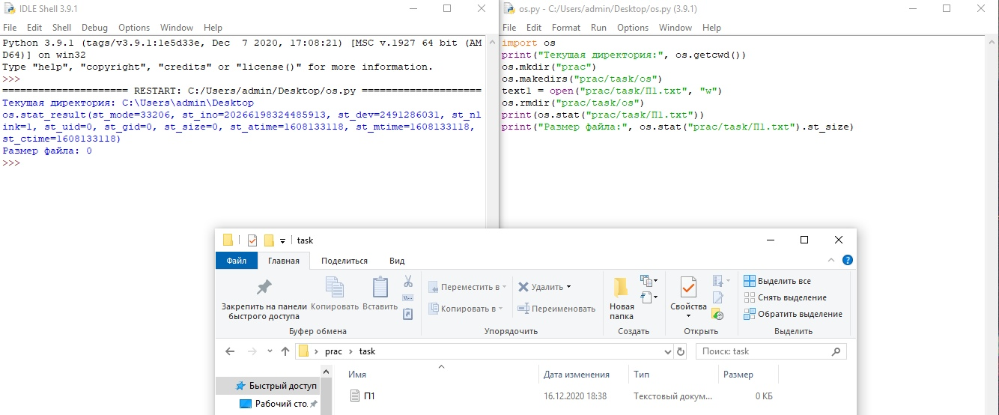 IDLE Shell 3.9.1
File Edit Shell Debug Options Window Help
Python 3.9.1 (tags/v3.9.1:1e5d33e, Dec  7 2020, 17:08:21) [MSC v.1927 64 bit (AM
D64)] on win32
Type "help", "copyright", "credits" or "license()" for more information.
>>>
===================== RESTART: C:/Users/admin/Desktop/os.py ====================
Текущая директория: C:\Users\admin\Desktop
os.stat_result(st_mode=33206, st_ino=20266198324485913, st_dev=2491286031, st_nl
ink=1, st_uid=0, st_gid=0, st_size=0, st_atime=1608133118, st_mtime=1608133118,
st_ctime=1608133118)
Размер файла: 0
>>>
os.py - C:/Users/admin/Desktop/os.py (3.9.1)
File Edit Format Run Options Window Help
import os
print("Текущая директория:", os.getcwd())
os.mkdir("prac")
os.makedirs("prac/task/os")
text1 = open("prac/task/П1.txt", "w")
os.rmdir("prac/task/os")
print(os.stat("prac/task/П1.txt"))
print("Размер файла:", os.stat("prac/task/П1.txt").st_size)
task
Файл Главная Поделиться Вид
Закрепить на панели
быстрого доступа
Копировать
Вставить
Буфер обмена
Переместить в
Копировать в
Удалить
Переименовать
Упорядочить
Новая
папка
Создать
Свойства
Открыть
Выделить все
Снять выделение
Обратить выделение
Выделить
prac task
Поиск: task
Быстрый доступ
Рабочий сто.
Имя Дата изменения Тип Размер
П1 16.12.2020 18:38 Текстовый докум... 0 КБ